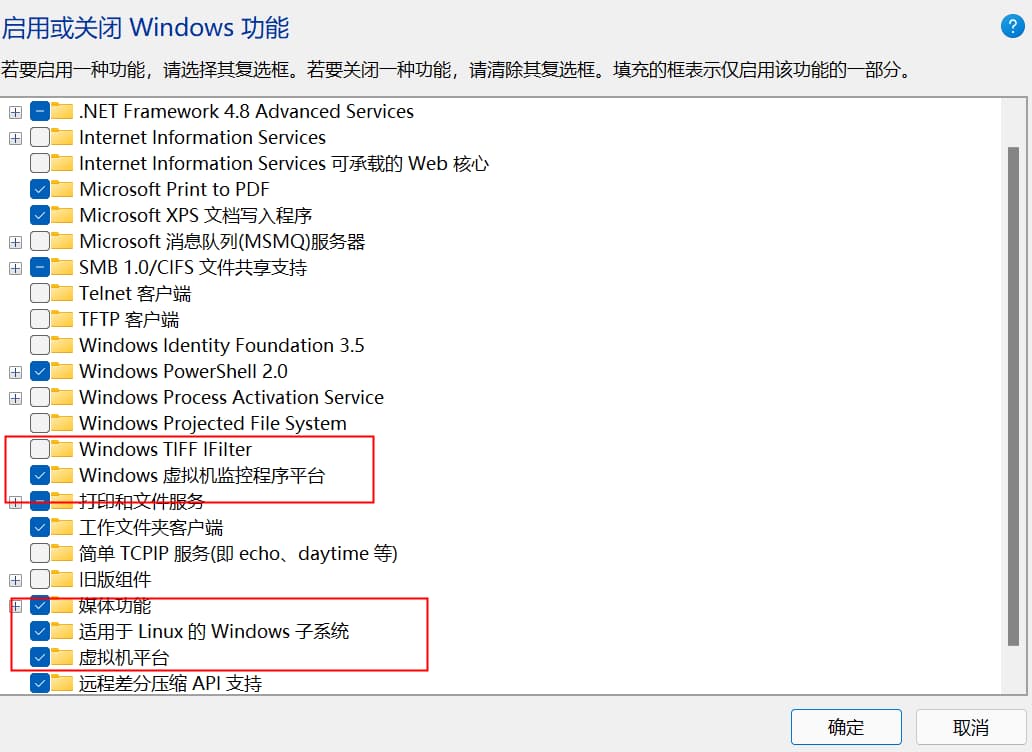 启用或关闭 Windows 功能
?
若要启用一种功能，请选择其复选框。若要关闭一种功能，请清除其复选框。填充的框表示仅启用该功能的一部分。
.NET Framework 4.8 Advanced Services
Internet Information Services
Internet Information Services 可承载的 Web 核心
Microsoft Print to PDF
Microsoft XPS 文档写入程序
Microsoft 消息队列(MSMQ)服务器
SMB 1.0/CIFS 文件共享支持
Telnet 客户端
TFTP 客户端
Windows Identity Foundation 3.5
Windows PowerShell 2.0
Windows Process Activation Service
Windows Projected File System
Windows TIFF IFilter
Windows 虚拟机监控程序平台
打印和文件服务
工作文件夹客户端
简单 TCPIP 服务(即 echo、daytime 等)
旧版组件
媒体功能
适用于 Linux 的 Windows 子系统
虚拟机平台
远程差分压缩 API 支持
确定
取消